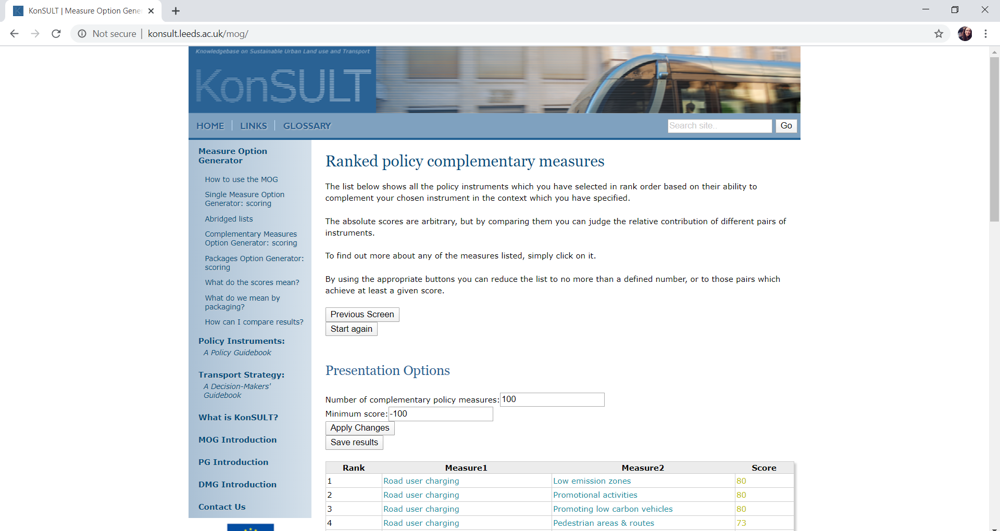 KonSULT | Measure Option Gene
Not secure | konsult.leeds.ac.uk/mog/
Knowledgebase on Sustainable Urban Land use and Transport
KonSULT
HOME LINKS GLOSSARY Search site.. Go
Measure Option
Generator
How to use the MOG
Single Measure Option
Generator: scoring
Abridged lists
Complementary Measures
Option Generator: scoring
Packages Option Generator:
scoring
What do the scores mean?
What do we mean by
packaging?
How can I compare results?
Policy Instruments:
A Policy Guidebook
Transport Strategy:
A Decision-Makers'
Guidebook
What is KonSULT?
MOG Introduction
PG Introduction
DMG Introduction
Contact Us
Ranked policy complementary measures
The list below shows all the policy instruments which you have selected in rank order based on their ability to
complement your chosen instrument in the context which you have specified.
The absolute scores are arbitrary, but by comparing them you can judge the relative contribution of different pairs of
instruments.
To find out more about any of the measures listed, simply click on it.
By using the appropriate buttons you can reduce the list to no more than a defined number, or to those pairs which
achieve at least a given score.
Previous Screen
Start again
Presentation Options
Number of complementary policy measures: 100
Minimum score: -100
Apply Changes
Save results
Rank Measure1 Measure2 Score
1 Road user charging Low emission zones 80
2 Road user charging Promotional activities 80
3 Road user charging Promoting low carbon vehicles 80
4 Road user charging Pedestrian areas & routes 73